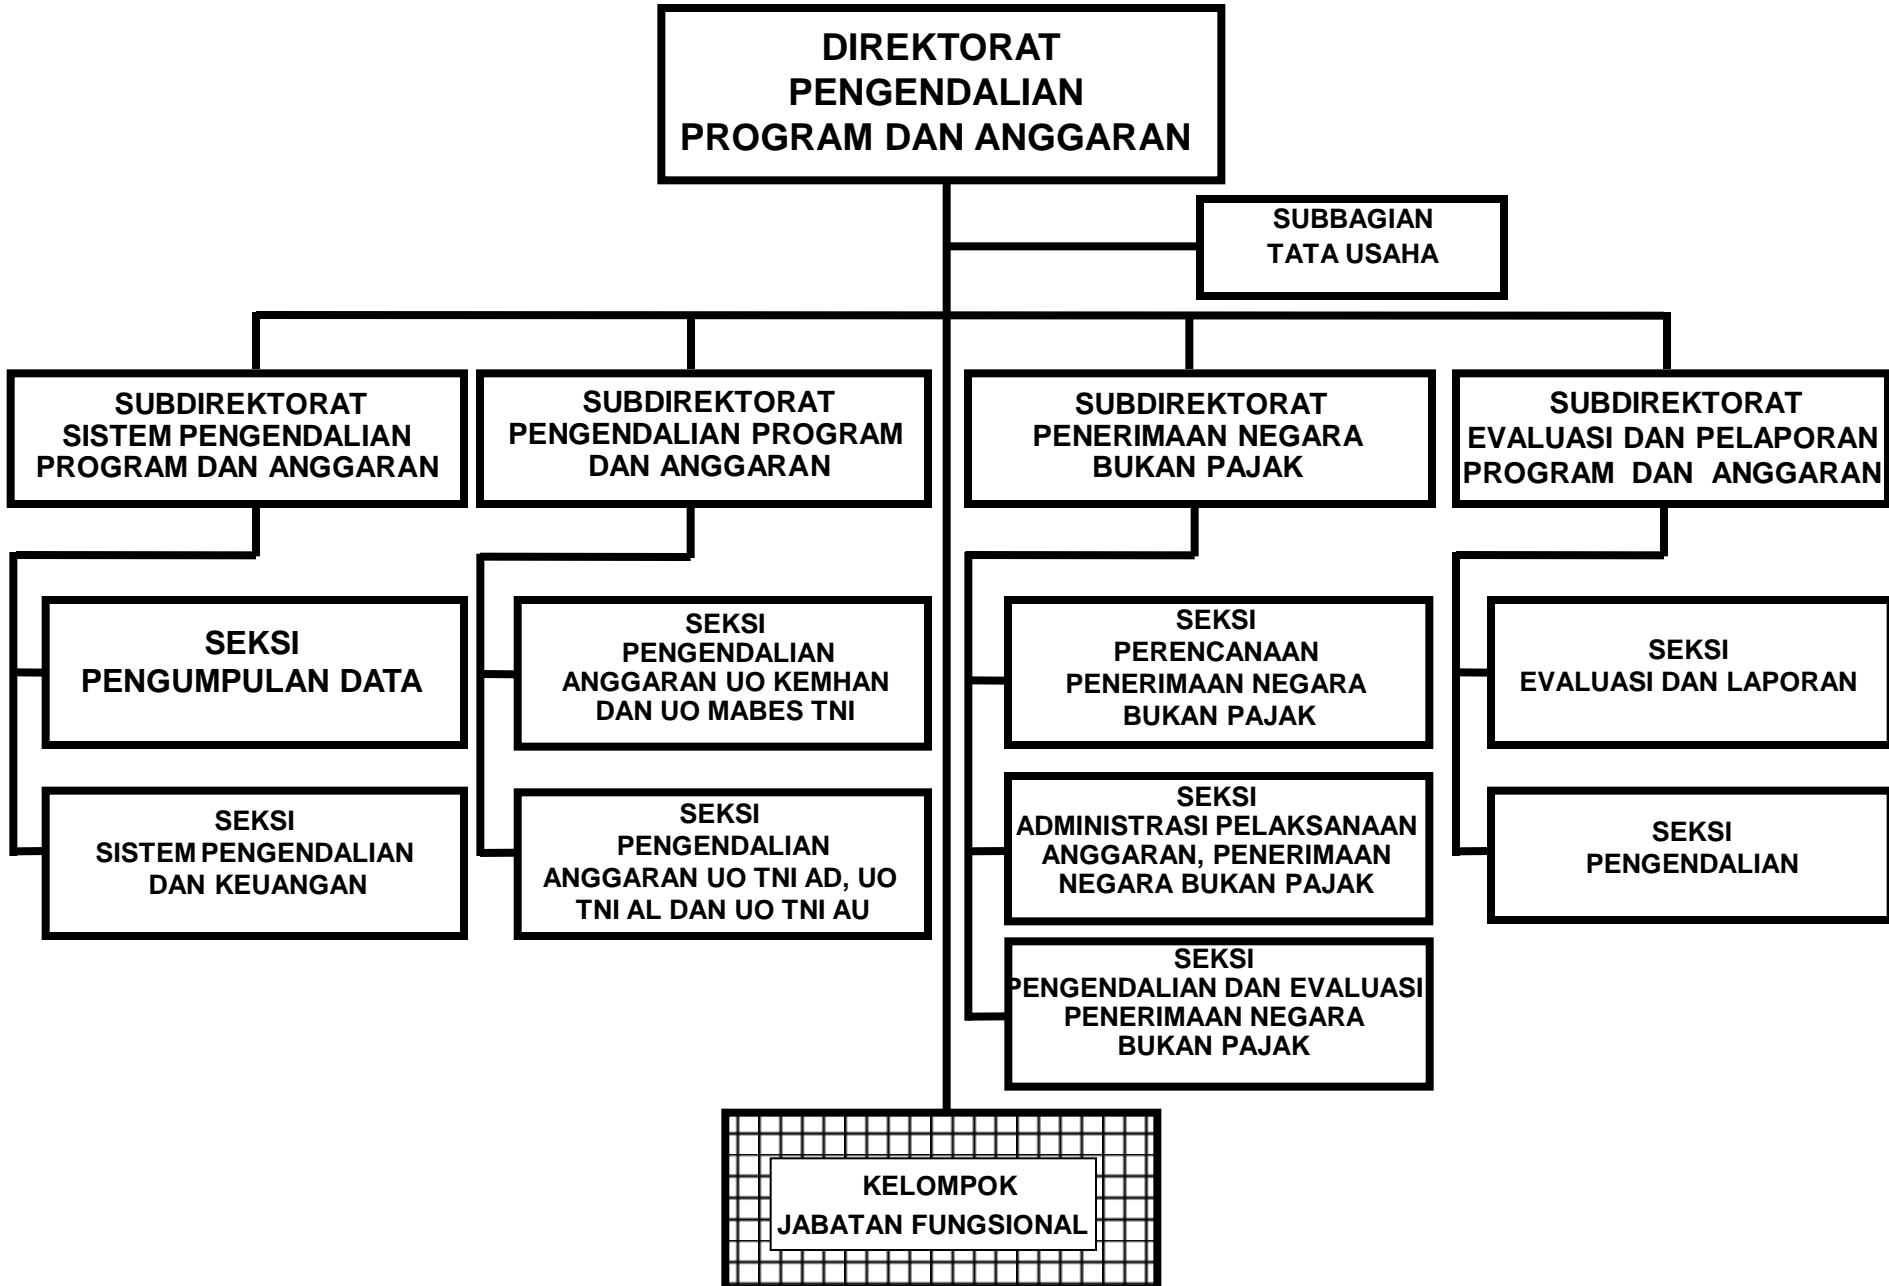 DIREKTORAT
PENGENDALIAN
PROGRAM DAN ANGGARAN
SUBBAGIAN
TATA USAHA
SUBDIREKTORAT
SISTEM PENGENDALIAN
PROGRAM DAN ANGGARAN
SUBDIREKTORAT
PENGENDALIAN PROGRAM
DAN ANGGARAN
SUBDIREKTORAT
PENERIMAAN NEGARA
BUKAN PAJAK
SUBDIREKTORAT
EVALUASI DAN PELAPORAN
PROGRAM DAN ANGGARAN
SEKSI
PENGUMPULAN DATA
SEKSI
PENGENDALIAN
ANGGARAN UO KEMHAN
DAN UO MABES TNI
SEKSI
PERENCANAAN
PENERIMAAN NEGARA
BUKAN PAJAK
SEKSI
EVALUASI DAN LAPORAN
SEKSI
SISTEM PENGENDALIAN
DAN KEUANGAN
SEKSI
PENGENDALIAN
ANGGARAN UO TNI AD, UO
TNI AL DAN UO TNI AU
SEKSI
ADMINISTRASI PELAKSANAAN
ANGGARAN, PENERIMAAN
NEGARA BUKAN PAJAK
SEKSI
PENGENDALIAN
SEKSI
PENGENDALIAN DAN EVALUASI
PENERIMAAN NEGARA
BUKAN PAJAK
KELOMPOK
JABATAN FUNGSIONAL